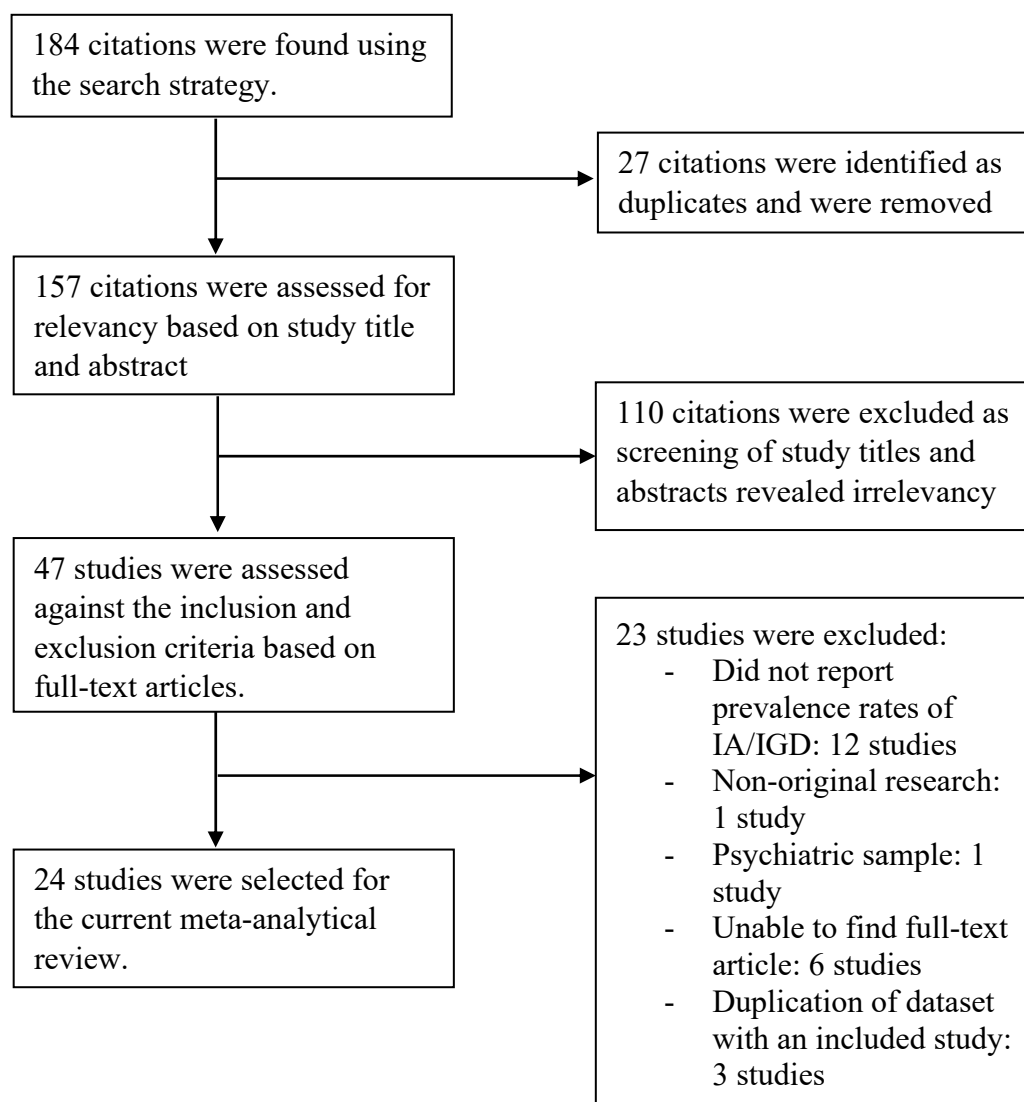 184 citations were found using
the search strategy.
27 citations were identified as
duplicates and were removed
157 citations were assessed for
relevancy based on study title
and abstract
110 citations were excluded as
screening of study titles and
abstracts revealed irrelevancy
47 studies were assessed
against the inclusion and
exclusion criteria based on
full-text articles.
23 studies were excluded:
- Did not report
prevalence rates of
IA/IGD: 12 studies
- Non-original research:
1 study
- Psychiatric sample: 1
study
- Unable to find full-text
article: 6 studies
- Duplication of dataset
with an included study:
3 studies
24 studies were selected for
the current meta-analytical
review.